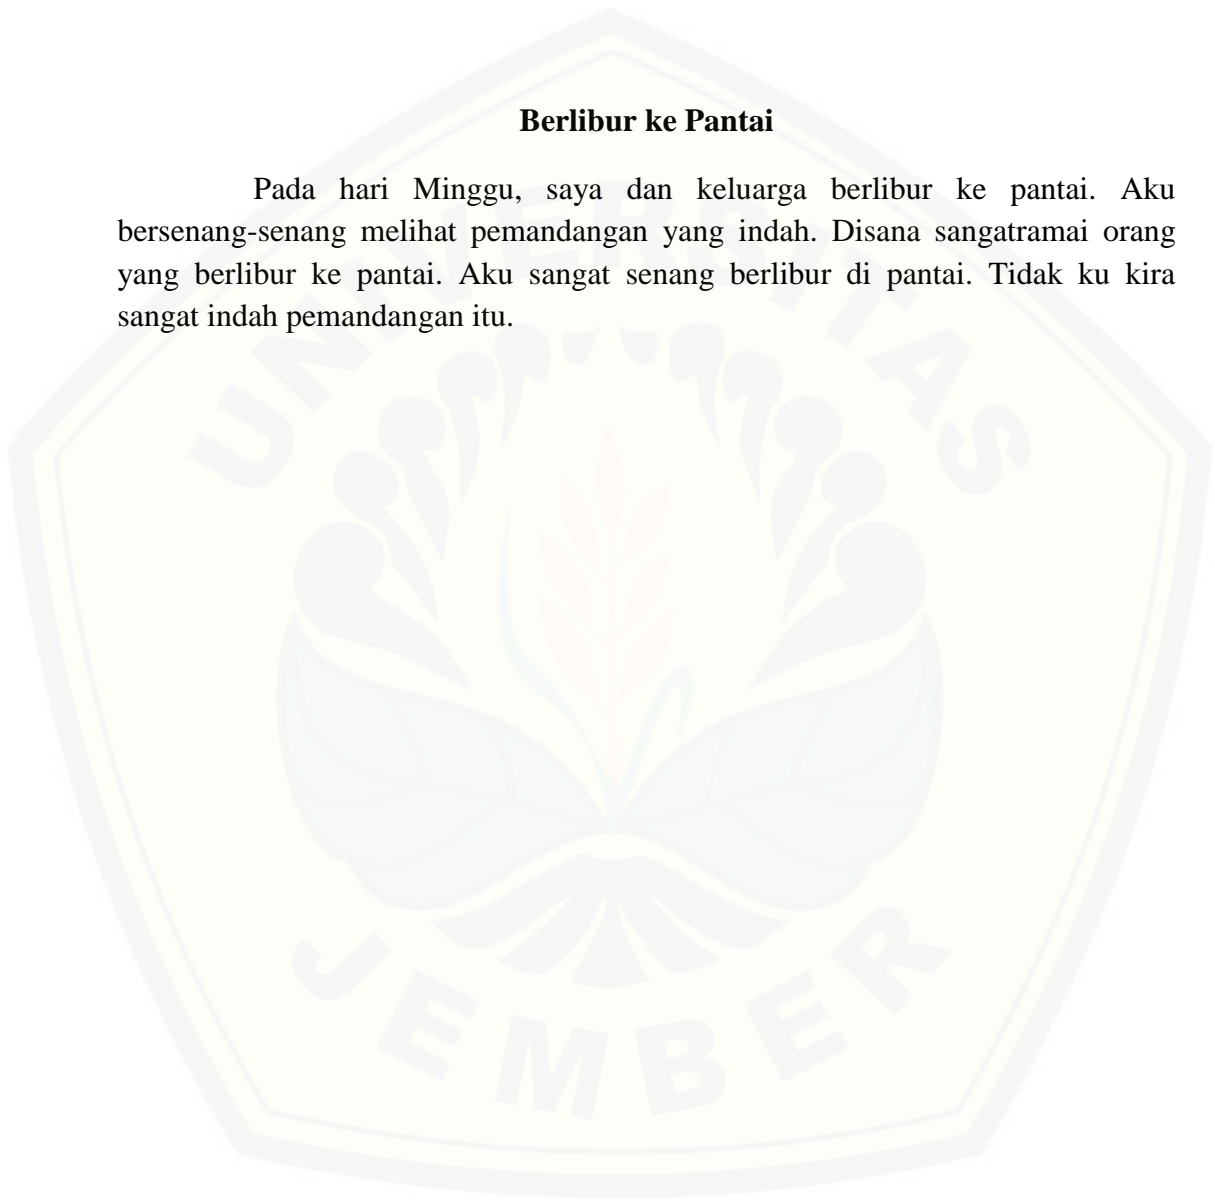 Berlibur ke Pantai
Pada hari Minggu, saya dan keluarga berlibur ke pantai. Aku
bersenang-senang melihat pemandangan yang indah. Disana sangatramai orang
yang berlibur ke pantai. Aku sangat senang berlibur di pantai. Tidak ku kira
sangat indah pemandangan itu.
UNIVERSITAS
JEMBER